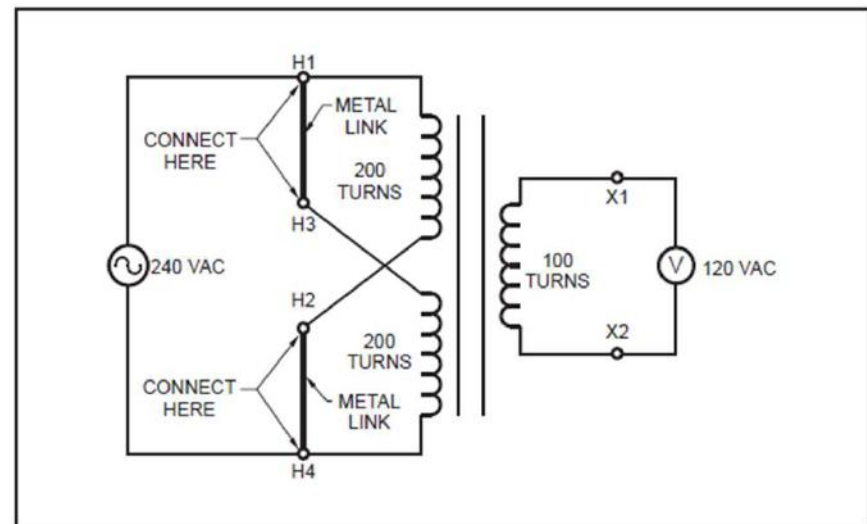 H1
CONNECT
HERE
METAL
LINK
200
TURNS
H3
240 VAC
H2
200
TURNS
CONNECT
HERE
METAL
LINK
H4
100
TURNS
X1
X2
V
120 VAC